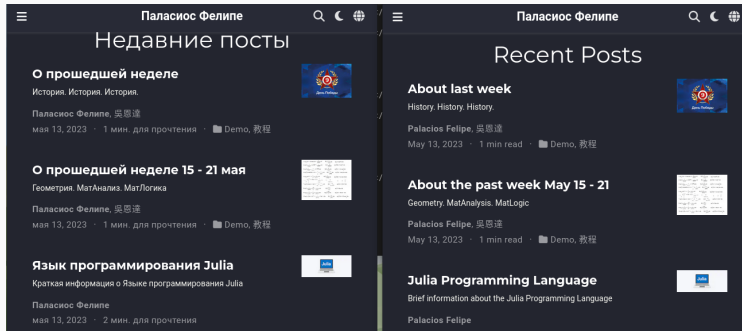 Паласиос Фелипе
Недавние посты
О прошедшей неделе
История. История. История.
Паласиос Фелипе, 吳恩達
мая 13, 2023 · 1 мин. для прочтения · Demo, 教程
О прошедшей неделе 15 - 21 мая
Геометрия. МатАнализ. МатЛогика
Паласиос Фелипе, 吳恩達
мая 13, 2023 · 1 мин. для прочтения · Demo, 教程
Язык программирования Julia
Краткая информация о Языке программирования Julia
Паласиос Фелипе
мая 13, 2023 · 2 мин. для прочтения
Паласиос Фелипе
Recent Posts
About last week
History. History. History.
Palacios Felipe, 吳恩達
May 13, 2023 · 1 min read · Demo, 教程
About the past week May 15 - 21
Geometry. MatAnalysis. MatLogic
Palacios Felipe, 吳恩達
May 13, 2023 · 1 min read · Demo, 教程
Julia Programming Language
Brief information about the Julia Programming Language
Palacios Felipe